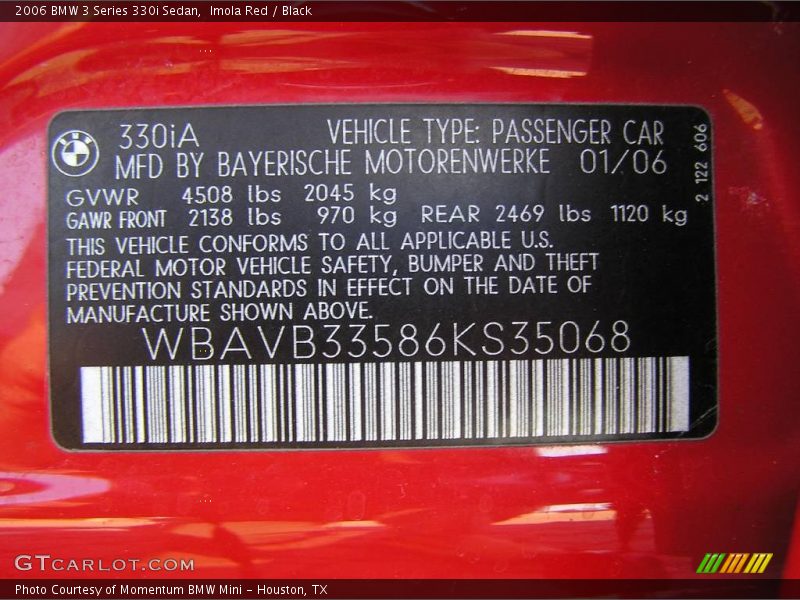 2006 BMW 3 Series 330i Sedan,  Imola Red / Black
330iA
VEHICLE TYPE: PASSENGER CAR
MFD BY BAYERISCHE MOTORENWERKE 01/06
GVWR 4508 lbs 2045 kg
GAWR FRONT 2138 lbs 970 kg REAR 2469 lbs 1120 kg
THIS VEHICLE CONFORMS TO ALL APPLICABLE U.S.
FEDERAL MOTOR VEHICLE SAFETY, BUMPER AND THEFT
PREVENTION STANDARDS IN EFFECT ON THE DATE OF
MANUFACTURE SHOWN ABOVE.
WBAVB33586KS35068
2 122 606
GTCARLOT.COM
Photo Courtesy of Momentum BMW Mini - Houston, TX